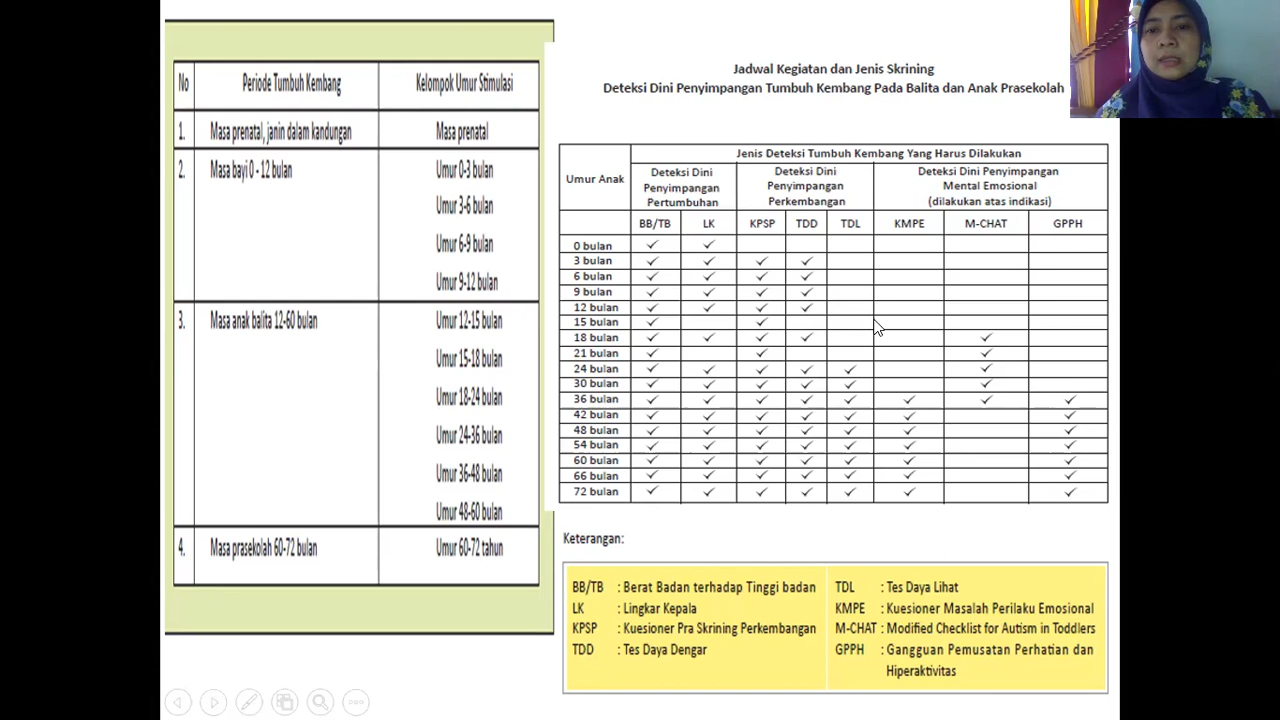 No Periode Tumbuh Kembang Kelompok Umur Stimulasi
1. Masa prenatal, janin dalam kandungan Masa prenatal
2. Masa bayi 0 - 12 bulan Umur 0-3 bulan
Umur 3-6 bulan
Umur 6-9 bulan
Umur 9-12 bulan
3. Masa anak balita 12-60 bulan Umur 12-15 bulan
Umur 15-18 bulan
Umur 18-24 bulan
Umur 24-36 bulan
Umur 36-48 bulan
Umur 48-60 bulan
4. Masa prasekolah 60-72 bulan Umur 60-72 tahun
Jadwal Kegiatan dan Jenis Skrining
Deteksi Dini Penyimpangan Tumbuh Kembang Pada Balita dan Anak Prasekolah
Umur Anak
Jenis Deteksi Tumbuh Kembang Yang Harus Dilakukan
Deteksi Dini
Penyimpangan
Pertumbuhan
Deteksi Dini
Penyimpangan
Perkembangan
Deteksi Dini Penyimpangan
Mental Emosional
(dilakukan atas indikasi)
BB/TB LK KPSP TDD TDL KMPE M-CHAT GPPH
0 bulan ✓ ✓
3 bulan ✓ ✓ ✓ ✓
6 bulan ✓ ✓ ✓ ✓
9 bulan ✓ ✓ ✓ ✓
12 bulan ✓ ✓ ✓ ✓
15 bulan ✓ ✓
18 bulan ✓ ✓ ✓ ✓ ✓
21 bulan ✓ ✓ ✓
24 bulan ✓ ✓ ✓ ✓ ✓ ✓
30 bulan ✓ ✓ ✓ ✓ ✓ ✓
36 bulan ✓ ✓ ✓ ✓ ✓ ✓ ✓ ✓
42 bulan ✓ ✓ ✓ ✓ ✓ ✓ ✓
48 bulan ✓ ✓ ✓ ✓ ✓ ✓ ✓
54 bulan ✓ ✓ ✓ ✓ ✓ ✓ ✓
60 bulan ✓ ✓ ✓ ✓ ✓ ✓ ✓
66 bulan ✓ ✓ ✓ ✓ ✓ ✓ ✓
72 bulan ✓ ✓ ✓ ✓ ✓ ✓ ✓
Keterangan:
BB/TB : Berat Badan terhadap Tinggi badan
LK : Lingkar Kepala
KPSP : Kuesioner Pra Skrining Perkembangan
TDD : Tes Daya Dengar
TDL : Tes Daya Lihat
KMPE : Kuesioner Masalah Perilaku Emosional
M-CHAT : Modified Checklist for Autism in Toddlers
GPPH : Gangguan Pemusatan Perhatian dan
Hiperaktivitas